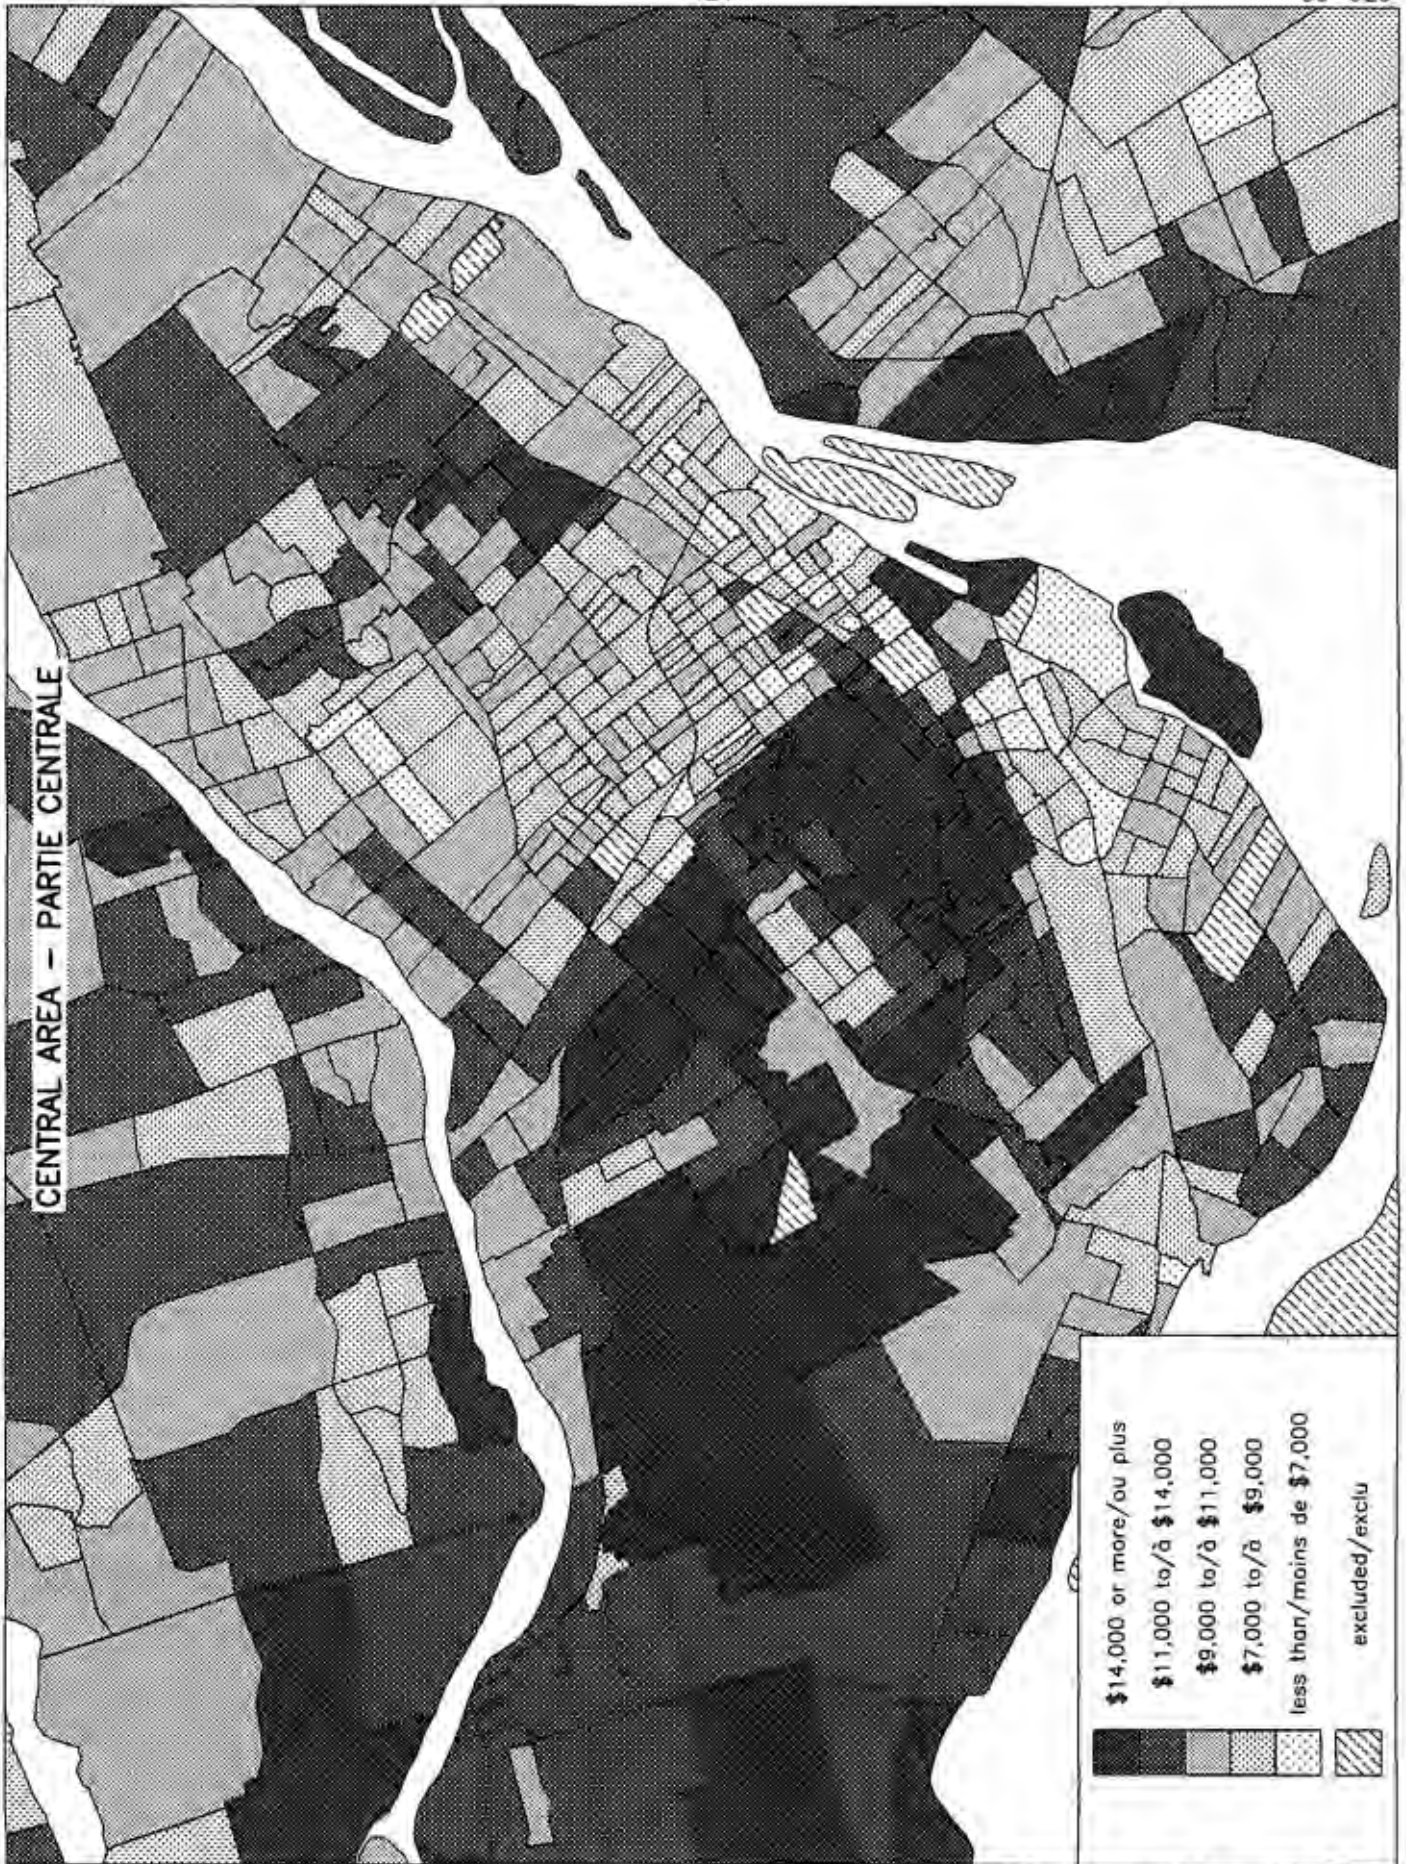 CENTRAL AREA – PARTIE CENTRALE
$14,000 or more/ou plus
$11,000 to/à $14,000
$9,000 to/à $11,000
$7,000 to/à $9,000
less than/moins de $7,000
excluded/exclu